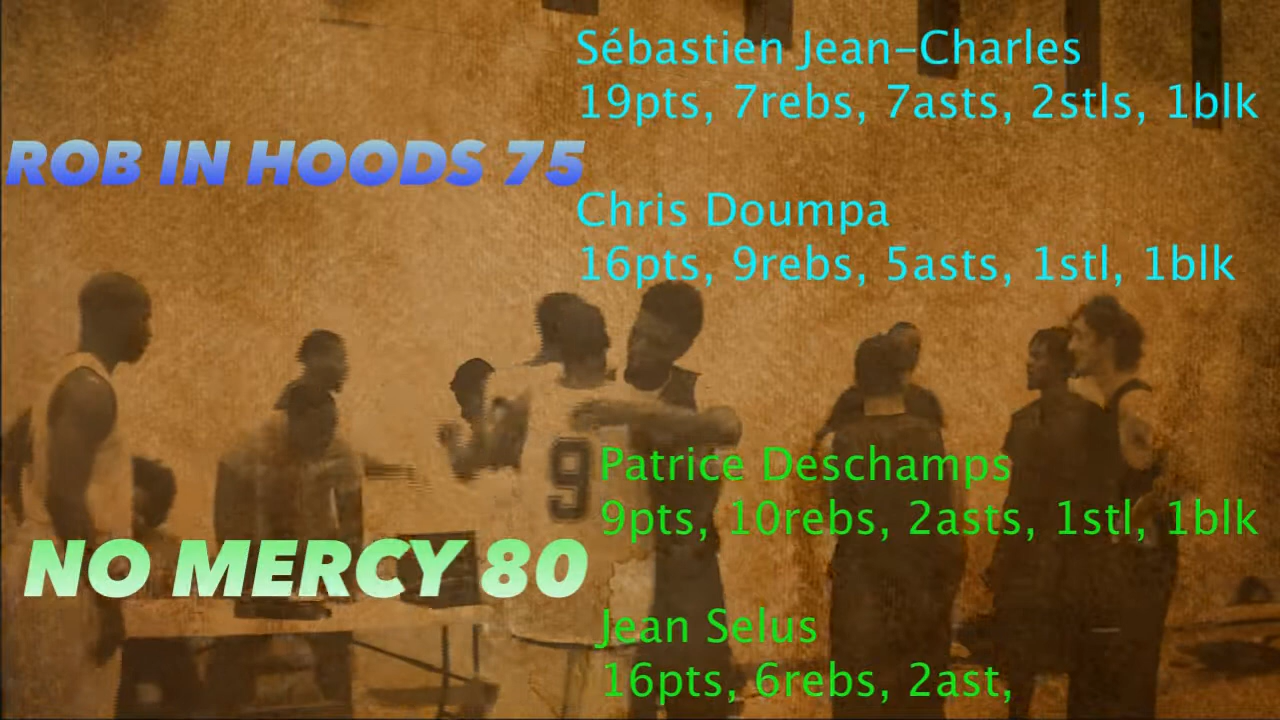 Sébastien Jean-Charles
19pts, 7rebs, 7asts, 2stls, 1blk
ROB IN HOODS 75
Chris Doumpa
16pts, 9rebs, 5asts, 1stl, 1blk
9
Patrice Deschamps
9pts, 10rebs, 2asts, 1stl, 1blk
NO MERCY 80
Jean Selus
16pts, 6rebs, 2ast,